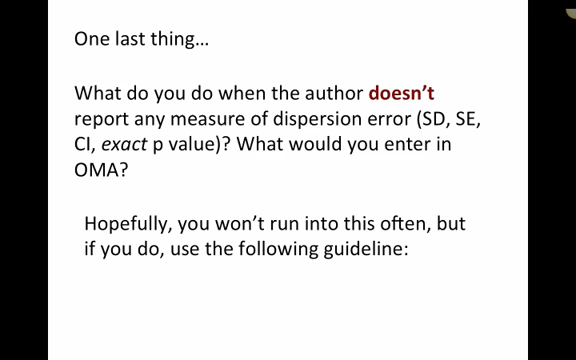 One last thing…
What do you do when the author doesn’t
report any measure of dispersion error (SD, SE,
CI, exact p value)? What would you enter in
OMA?
Hopefully, you won’t run into this often, but
if you do, use the following guideline: